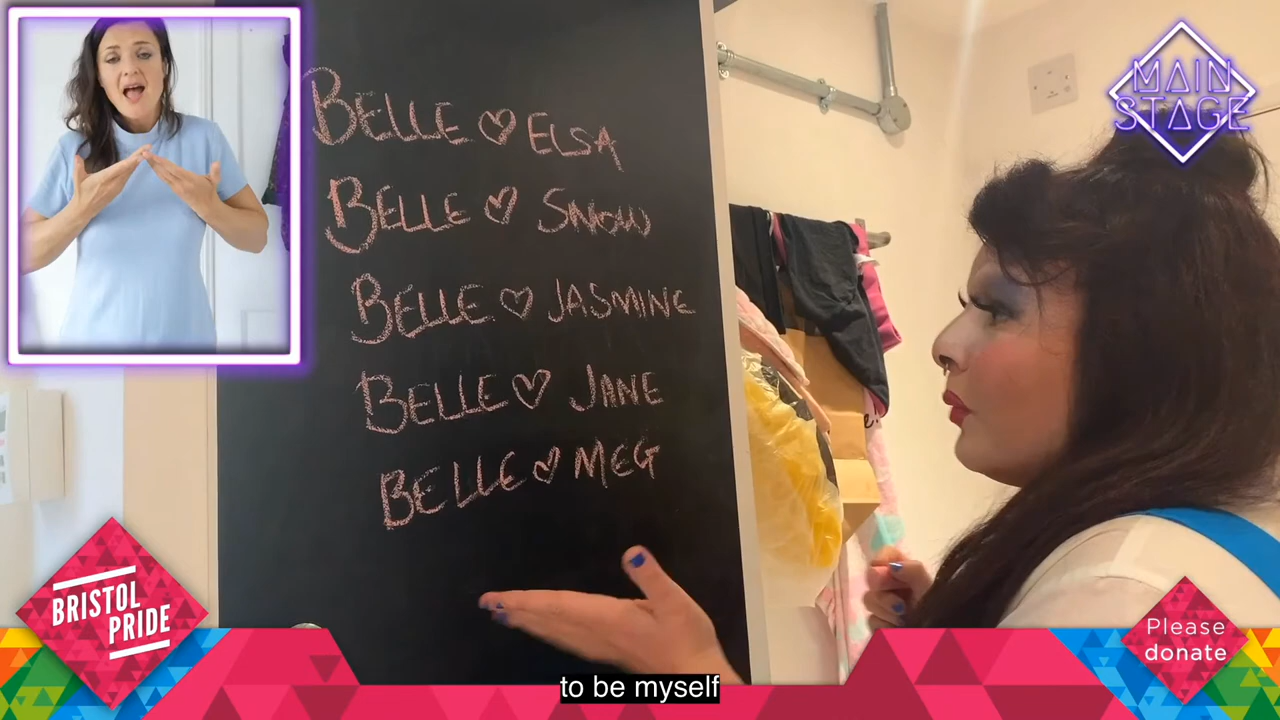 MAIN
STAGE
BELLE ♡ ELSA
BELLE ♡ SNOW
BELLE ♡ JASMINE
BELLE ♡ JANE
BELLE ♡ MEG
BRISTOL
PRIDE
Please
donate
to be myself